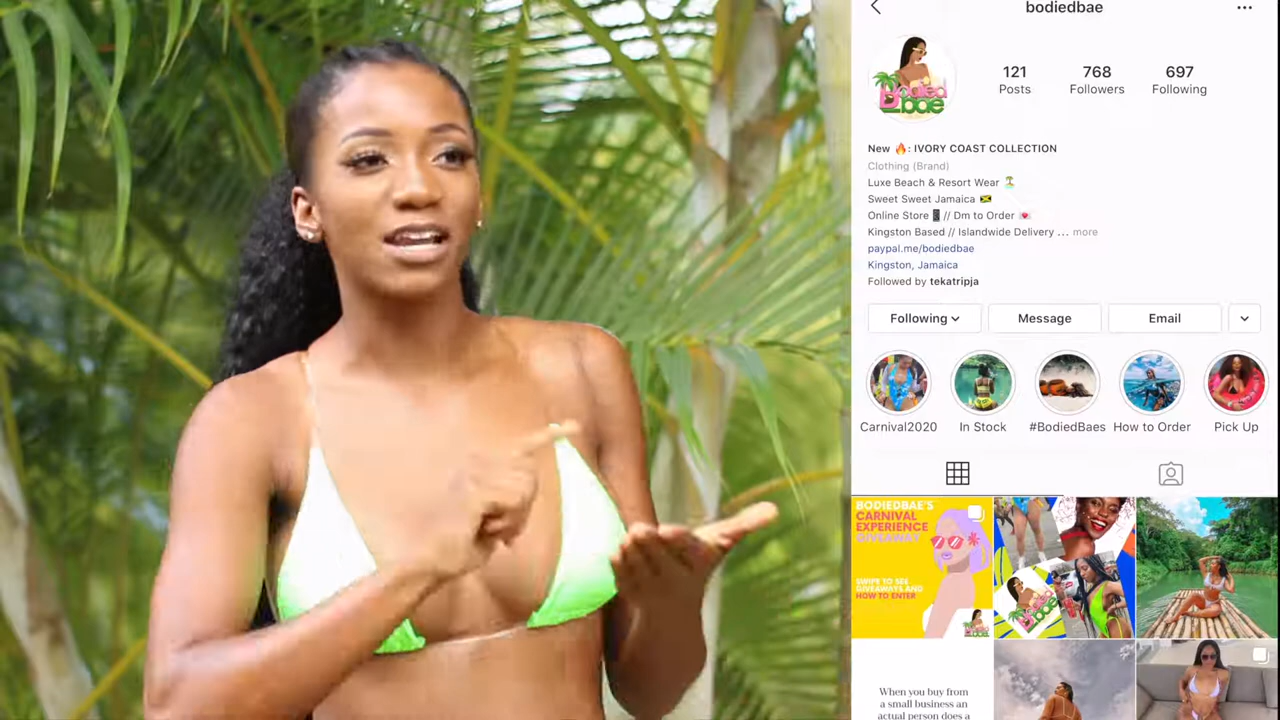 bodiedbae
121
Posts
768
Followers
697
Following
Bodied
bae
New 🔥: IVORY COAST COLLECTION
Clothing (Brand)
Luxe Beach & Resort Wear 🏝️
Sweet Sweet Jamaica 🇯🇲
Online Store 📱 // Dm to Order 💌
Kingston Based // Islandwide Delivery ... more
paypal.me/bodiedbae
Kingston, Jamaica
Followed by tekatripja
Following
Message
Email
Carnival2020
In Stock
#BodiedBaes
How to Order
Pick Up
BODIEDBAE'S
CARNIVAL
EXPERIENCE
GIVEAWAY
SWIPE TO SEE
GIVEAWAYS AND
HOW TO ENTER
When you buy from
a small business an
actual person does a